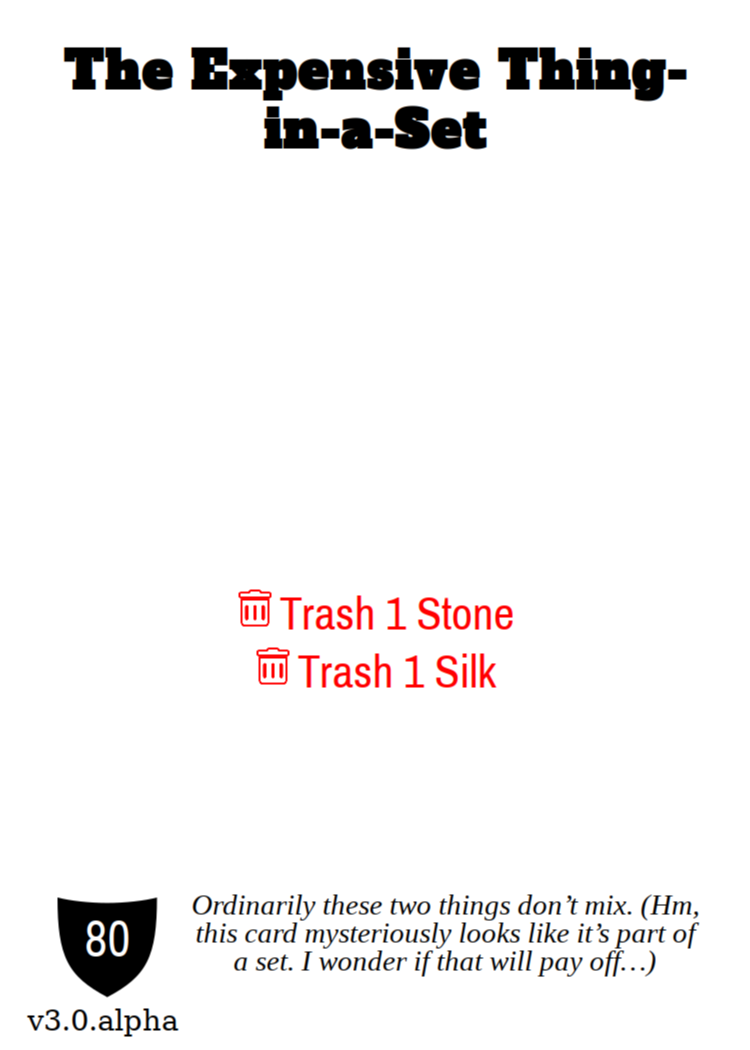 The Expensive Thing-
in-a-Set
Trash 1 Stone
Trash 1 Silk
80
Ordinarily these two things don’t mix. (Hm,
this card mysteriously looks like it’s part of
a set. I wonder if that will pay off…)
v3.0.alpha